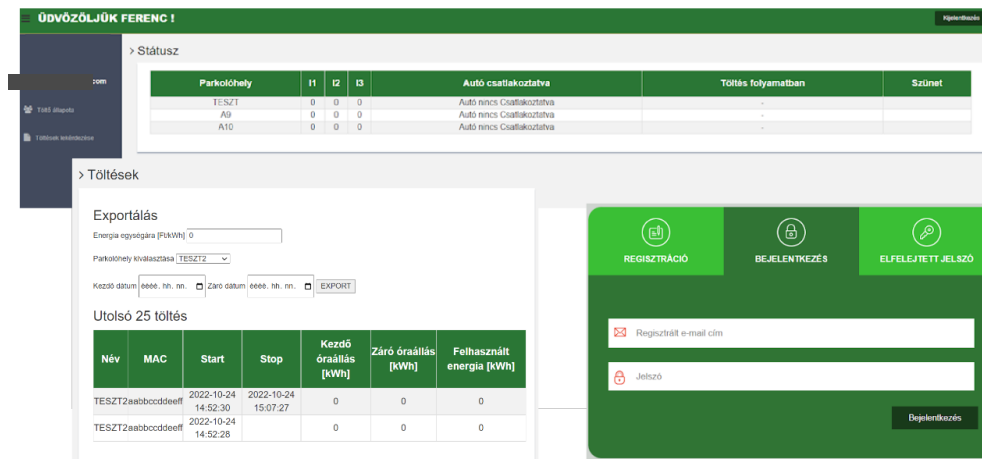 ÜDVÖZÖLJÜK FERENC !
Kijelentkezés
> Státusz
.com
Töltő állapota
Töltések lekérdezése
Parkolóhely I1 I2 I3 Autó csatlakoztatva Töltés folyamatban Szünet
TESZT 0 0 0 Autó nincs Csatlakoztatva -
A9 0 0 0 Autó nincs Csatlakoztatva -
A10 0 0 0 Autó nincs Csatlakoztatva -
> Töltések
Exportálás
Energia egységára [Ft/kWh] 0
Parkolóhely kiválasztása TESZT2
Kezdő dátum éééé. hh. nn. Záró dátum éééé. hh. nn. EXPORT
Utolsó 25 töltés
Név MAC Start Stop Kezdő óraállás [kWh] Záró óraállás [kWh] Felhasznált energia [kWh]
TESZT2 aabbccddeeff 2022-10-24 14:52:30 2022-10-24 15:07:27 0 0 0
TESZT2 aabbccddeeff 2022-10-24 14:52:28 0 0 0
REGISZTRÁCIÓ BEJELENTKEZÉS ELFELEJTETT JELSZÓ
Regisztrált e-mail cím
Jelszó
Bejelentkezés